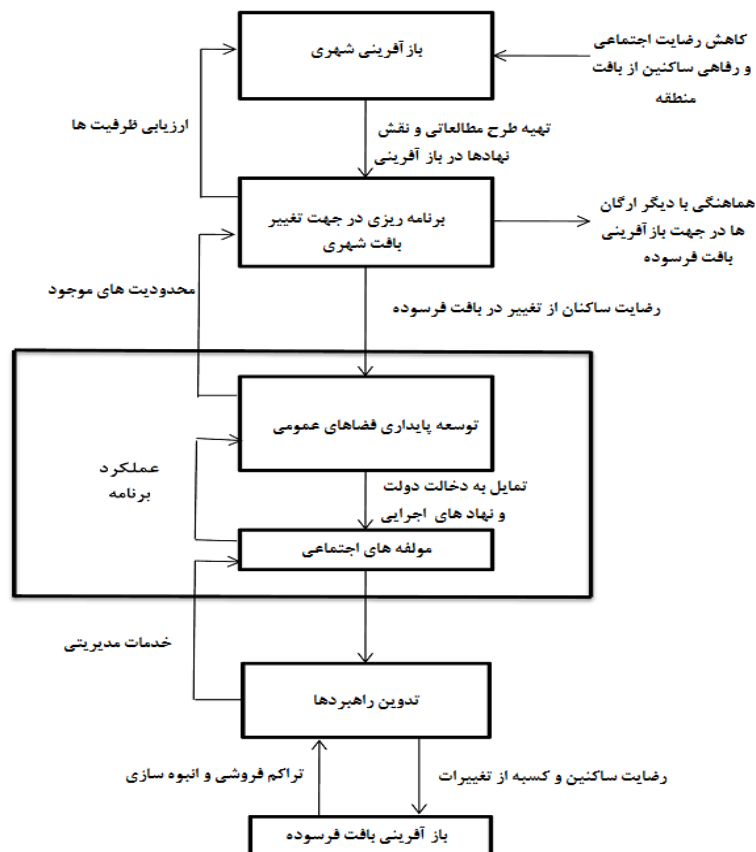 باز آفرینی شهری
کاهش رضایت اجتماعی
و رفاهی ساکنین از بافت
منطقه
ارزیابی ظرفیت ها
تهیه طرح مطالعاتی و نقش
نهادها در باز آفرینی
برنامه ریزی در جهت تغییر
بافت شهری
هماهنگی با دیگر ارگان
ها در جهت باز آفرینی
بافت فرسوده
محدودیت های موجود
رضایت ساکنان از تغییر در بافت فرسوده
توسعه پایداری فضاهای عمومی
عملکرد
برنامه
تمایل به دخالت دولت
و نهاد های اجرایی
مولفه های اجتماعی
خدمات مدیریتی
تدوین راهبردها
تراکم فروشی و انبوه سازی
رضایت ساکنین و کسبه از تغییرات
باز آفرینی بافت فرسوده